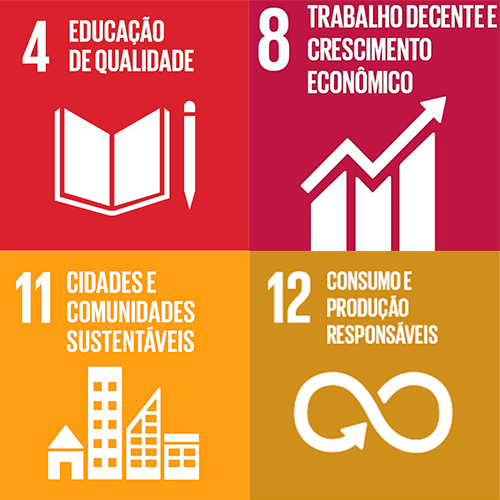 4 EDUCAÇÃO
DE QUALIDADE
8 TRABALHO DECENTE E
CRESCIMENTO
ECONÔMICO
11 CIDADES E
COMUNIDADES
SUSTENTÁVEIS
12 CONSUMO E
PRODUÇÃO
RESPONSÁVEIS